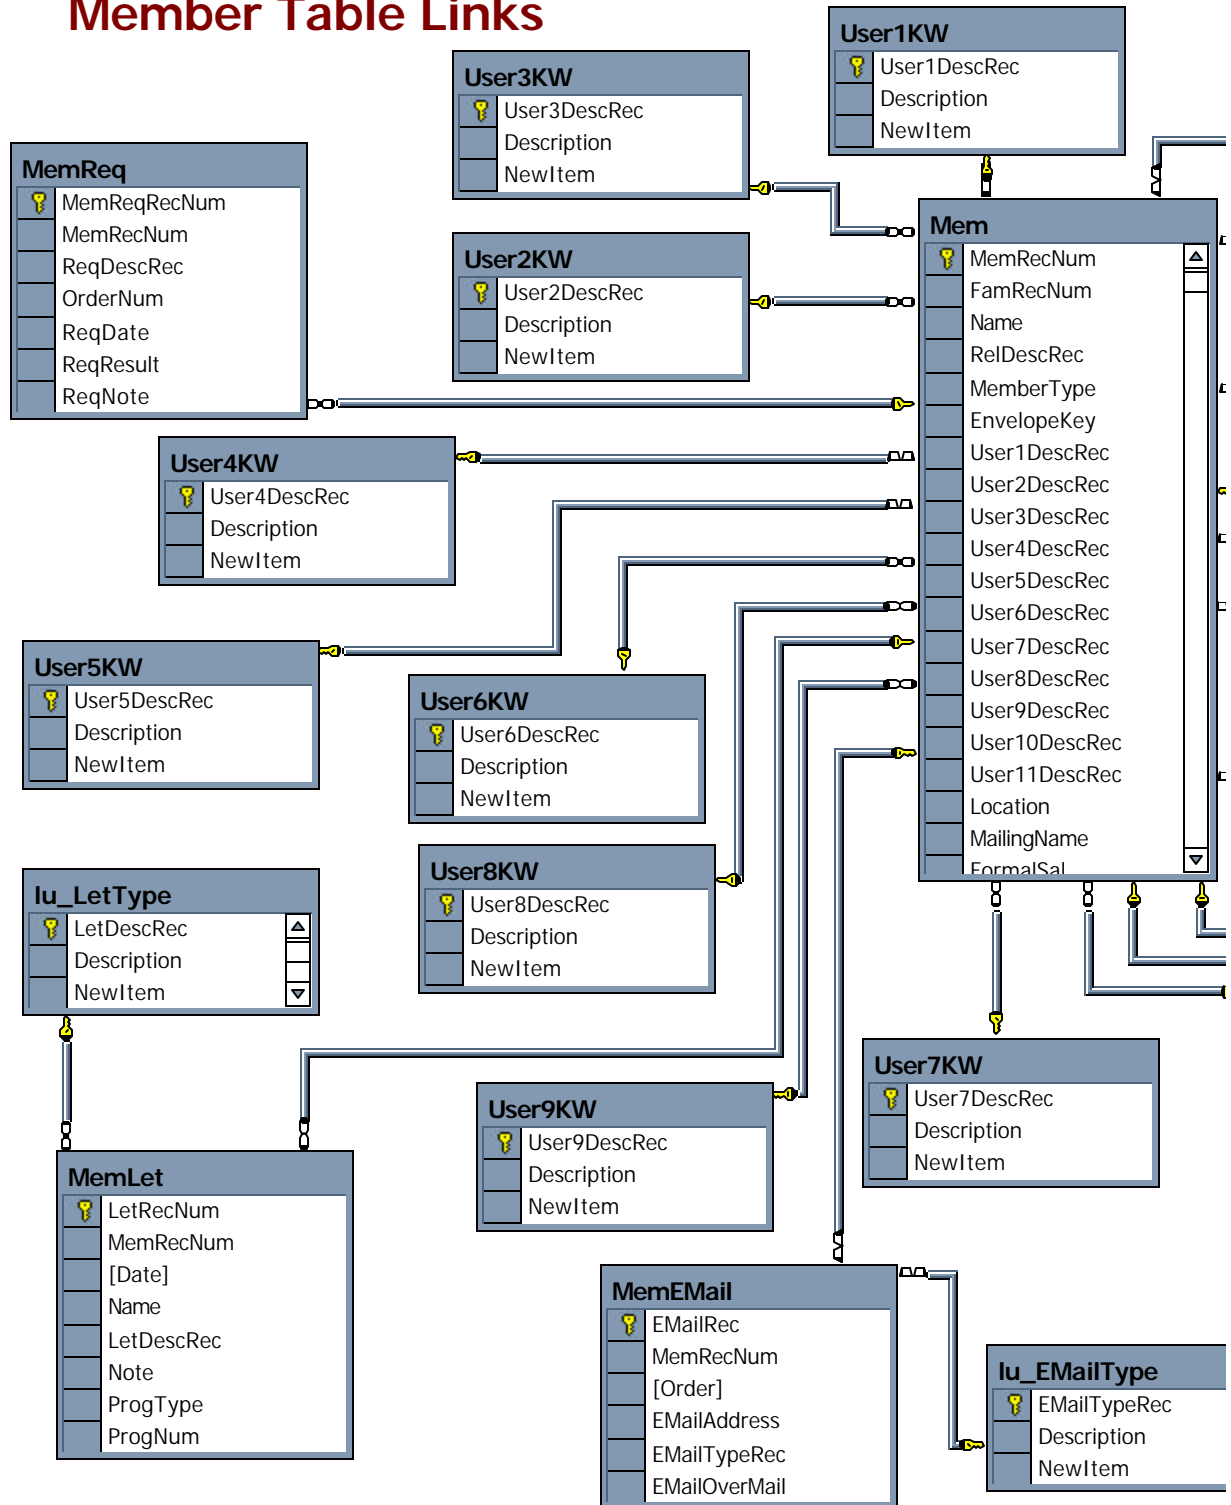 Member Table Links
User1KW
User1DescRec
Description
NewItem
User3KW
User3DescRec
Description
NewItem
MemReq
MemReqRecNum
MemRecNum
ReqDescRec
OrderNum
ReqDate
ReqResult
ReqNote
User2KW
User2DescRec
Description
NewItem
Mem
MemRecNum
FamRecNum
Name
RelDescRec
MemberType
EnvelopeKey
User1DescRec
User2DescRec
User3DescRec
User4DescRec
User5DescRec
User6DescRec
User7DescRec
User8DescRec
User9DescRec
User10DescRec
User11DescRec
Location
MailingName
FormalSal
User4KW
User4DescRec
Description
NewItem
User5KW
User5DescRec
Description
NewItem
User6KW
User6DescRec
Description
NewItem
User8KW
User8DescRec
Description
NewItem
lu_LetType
LetDescRec
Description
NewItem
User7KW
User7DescRec
Description
NewItem
User9KW
User9DescRec
Description
NewItem
MemLet
LetRecNum
MemRecNum
[Date]
Name
LetDescRec
Note
ProgType
ProgNum
MemEMail
EMailRec
MemRecNum
[Order]
EMailAddress
EMailTypeRec
EMailOverMail
lu_EMailType
EMailTypeRec
Description
NewItem